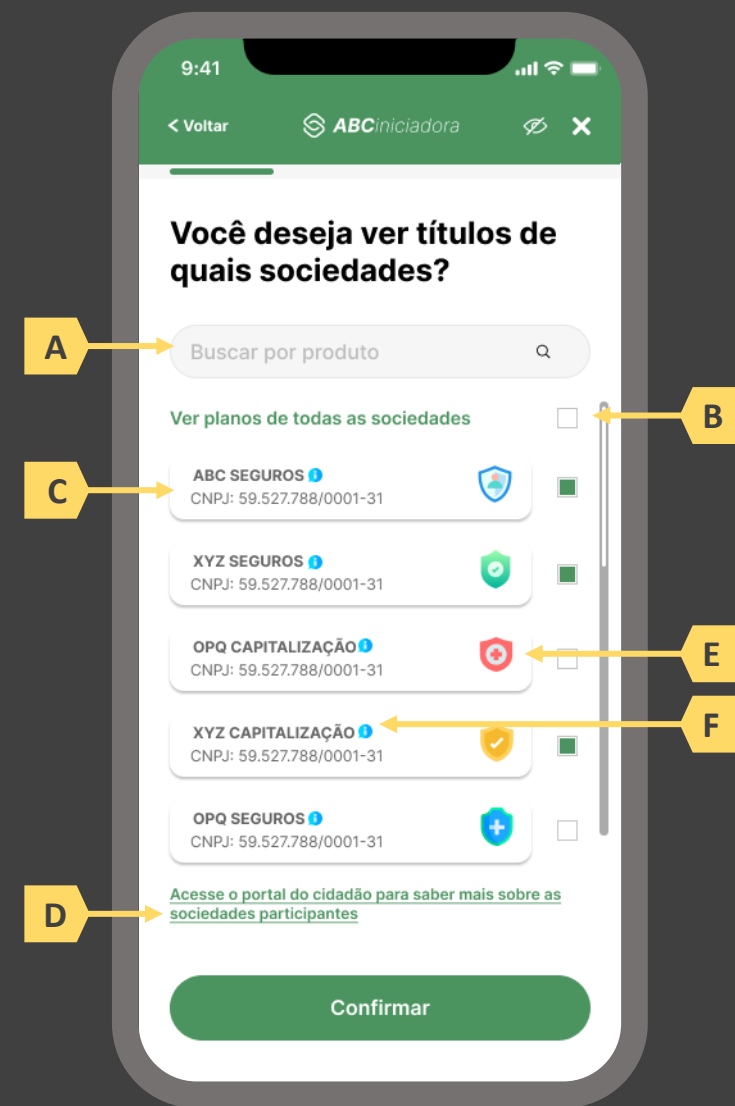 9:41
< Voltar
ABCiniciadora
Você deseja ver títulos de
quais sociedades?
A
Buscar por produto
Ver planos de todas as sociedades
B
C
ABC SEGUROS
CNPJ: 59.527.788/0001-31
XYZ SEGUROS
CNPJ: 59.527.788/0001-31
OPQ CAPITALIZAÇÃO
CNPJ: 59.527.788/0001-31
E
F
XYZ CAPITALIZAÇÃO
CNPJ: 59.527.788/0001-31
OPQ SEGUROS
CNPJ: 59.527.788/0001-31
D
Acesse o portal do cidadão para saber mais sobre as
sociedades participantes
Confirmar